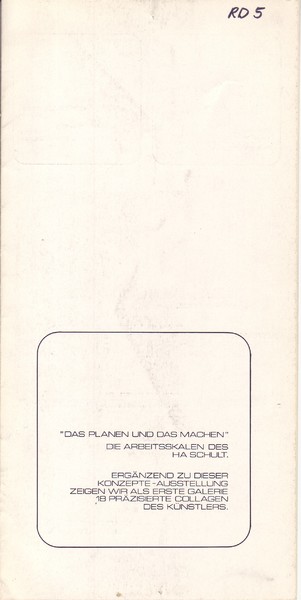 RD 5
"DAS PLANEN UND DAS MACHEN"
DIE ARBEITSSKALEN DES
HA SCHULT.
ERGÄNZEND ZU DIESER
KONZEPTE-AUSSTELLUNG
ZEIGEN WIR ALS ERSTE GALERIE
18 PRÄZISIERTE COLLAGEN
DES KÜNSTLERS.